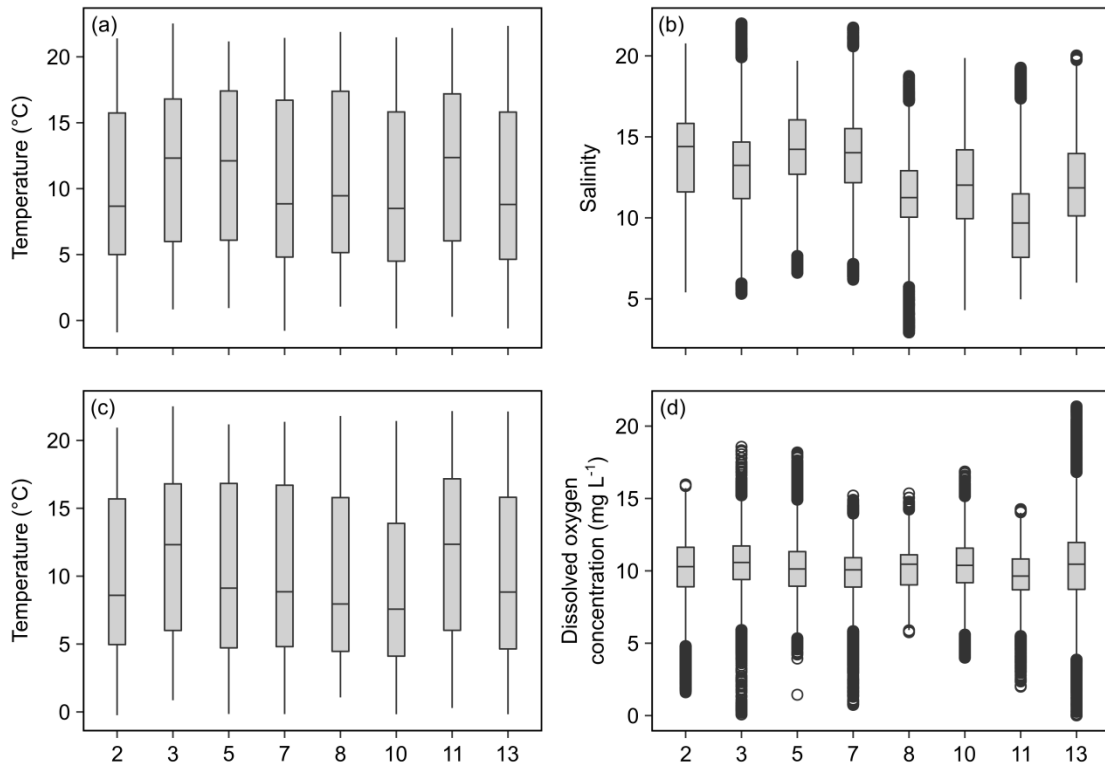 (a)
Temperature (°C)
20
15
10
5
0
(b)
Salinity
20
15
10
5
(c)
Temperature (°C)
20
15
10
5
0
2 3 5 7 8 10 11 13
(d)
Dissolved oxygen
concentration (mg L⁻¹)
20
15
10
5
0
2 3 5 7 8 10 11 13